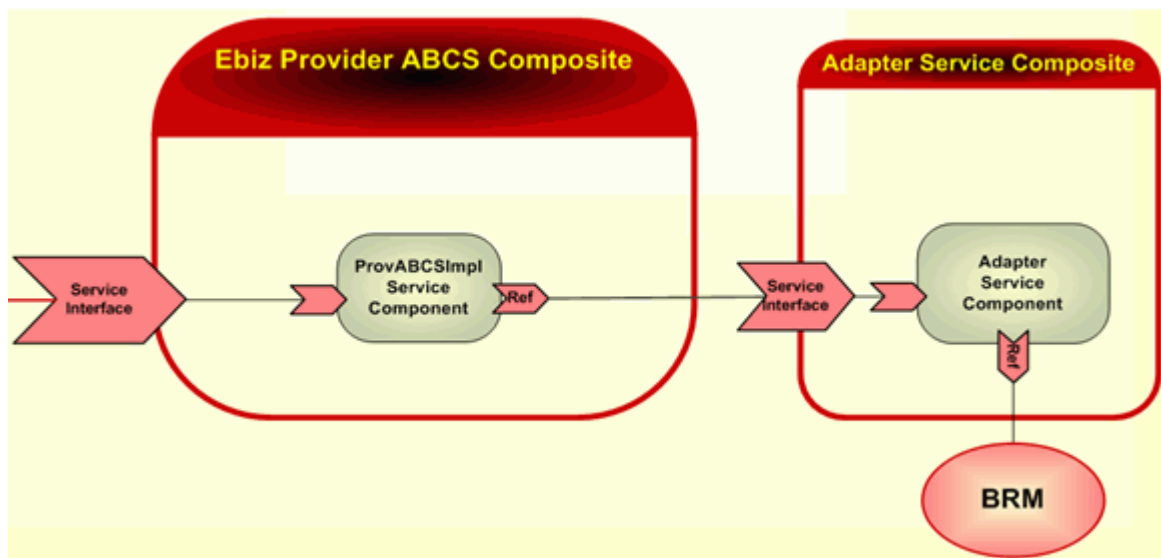 Ebiz Provider ABCS Composite
Adapter Service Composite
Service
Interface
ProvABCSImpl
Service
Component
Ref
Service
Interface
Adapter
Service
Component
Ref
BRM